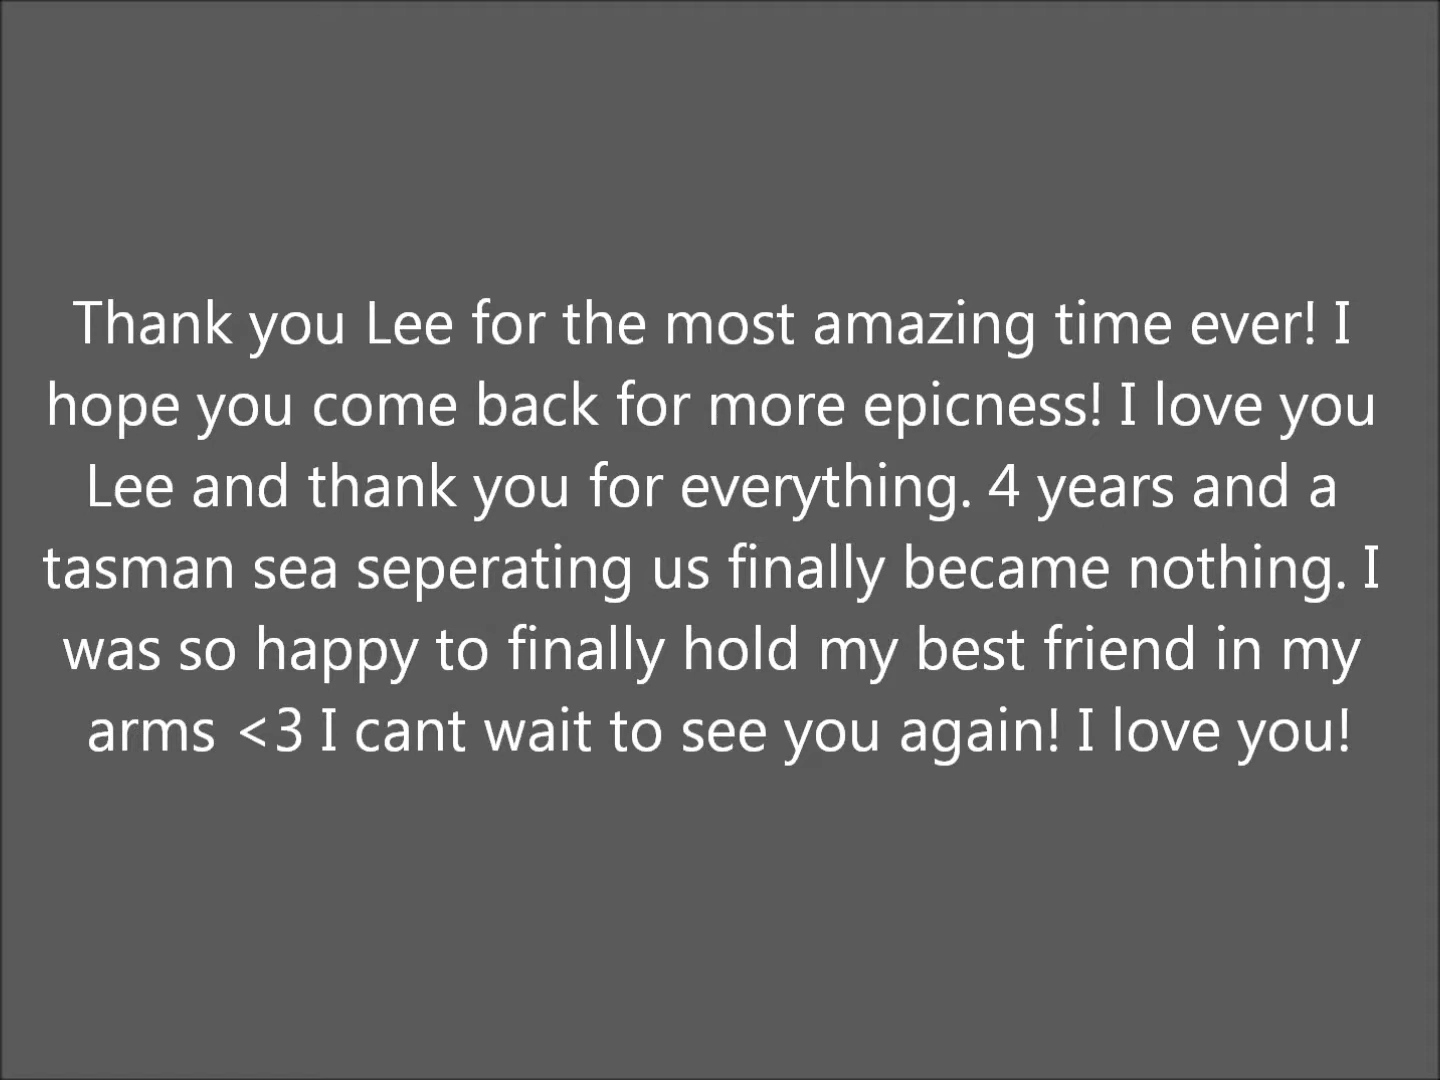 Thank you Lee for the most amazing time ever! I
hope you come back for more epicness! I love you
Lee and thank you for everything. 4 years and a
tasman sea seperating us finally became nothing. I
was so happy to finally hold my best friend in my
arms <3 I cant wait to see you again! I love you!